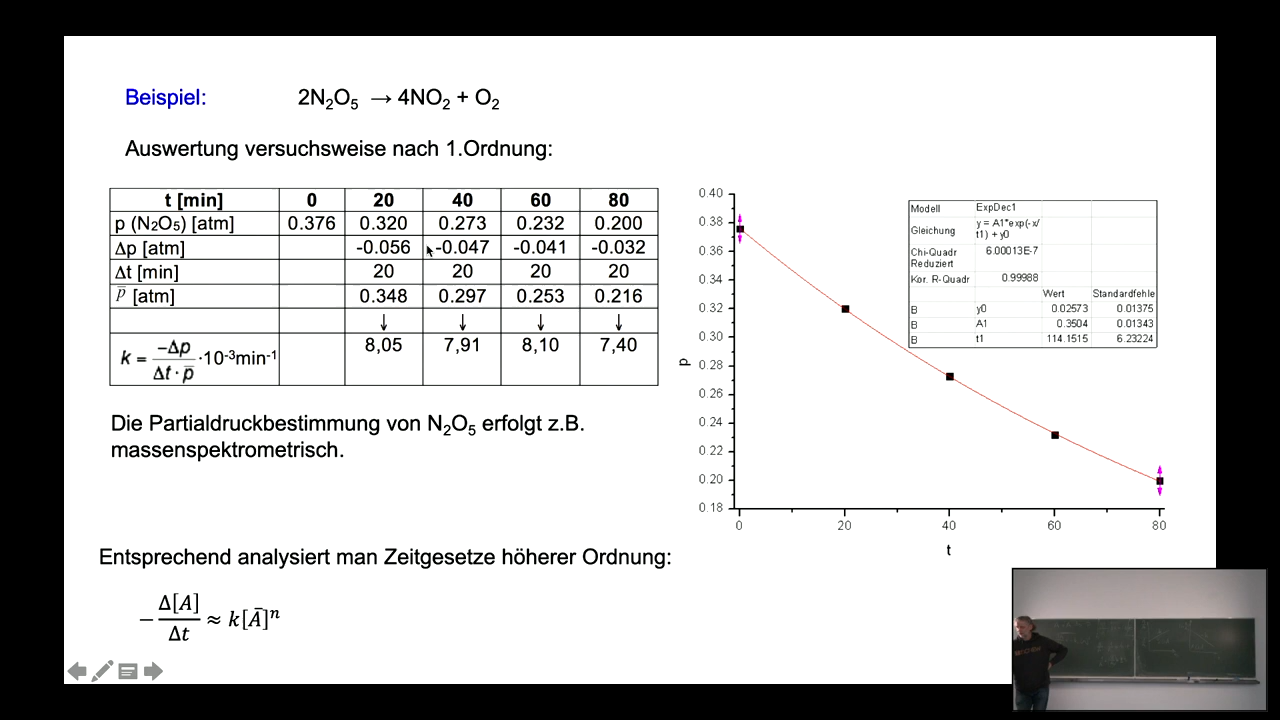 Beispiel: 2N₂O₅ → 4NO₂ + O₂
Auswertung versuchsweise nach 1.Ordnung:
t [min] 0 20 40 60 80
p (N₂O₅) [atm] 0.376 0.320 0.273 0.232 0.200
Δp [atm] -0.056 -0.047 -0.041 -0.032
Δt [min] 20 20 20 20
p̅ [atm] 0.348 0.297 0.253 0.216
↓ ↓ ↓ ↓
k = −Δp / Δt · p̅ ·10⁻³min⁻¹ 8,05 7,91 8,10 7,40
Die Partialdruckbestimmung von N₂O₅ erfolgt z.B.
massenspektrometrisch.
Entsprechend analysiert man Zeitgesetze höherer Ordnung:
− Δ[A] / Δt ≈ k[A̅]ⁿ
p
0.40
0.38
0.36
0.34
0.32
0.30
0.28
0.26
0.24
0.22
0.20
0.18
0 20 40 60 80
t
Modell ExpDec1
Gleichung y = A1*exp(-x/
t1) + y0
Chi-Quadr
Reduziert 6.00013E-7
Kor. R-Quadr 0.99988
Wert Standardfehle
B y0 0.02573 0.01375
B A1 0.3504 0.01343
B t1 114.1515 6.23224